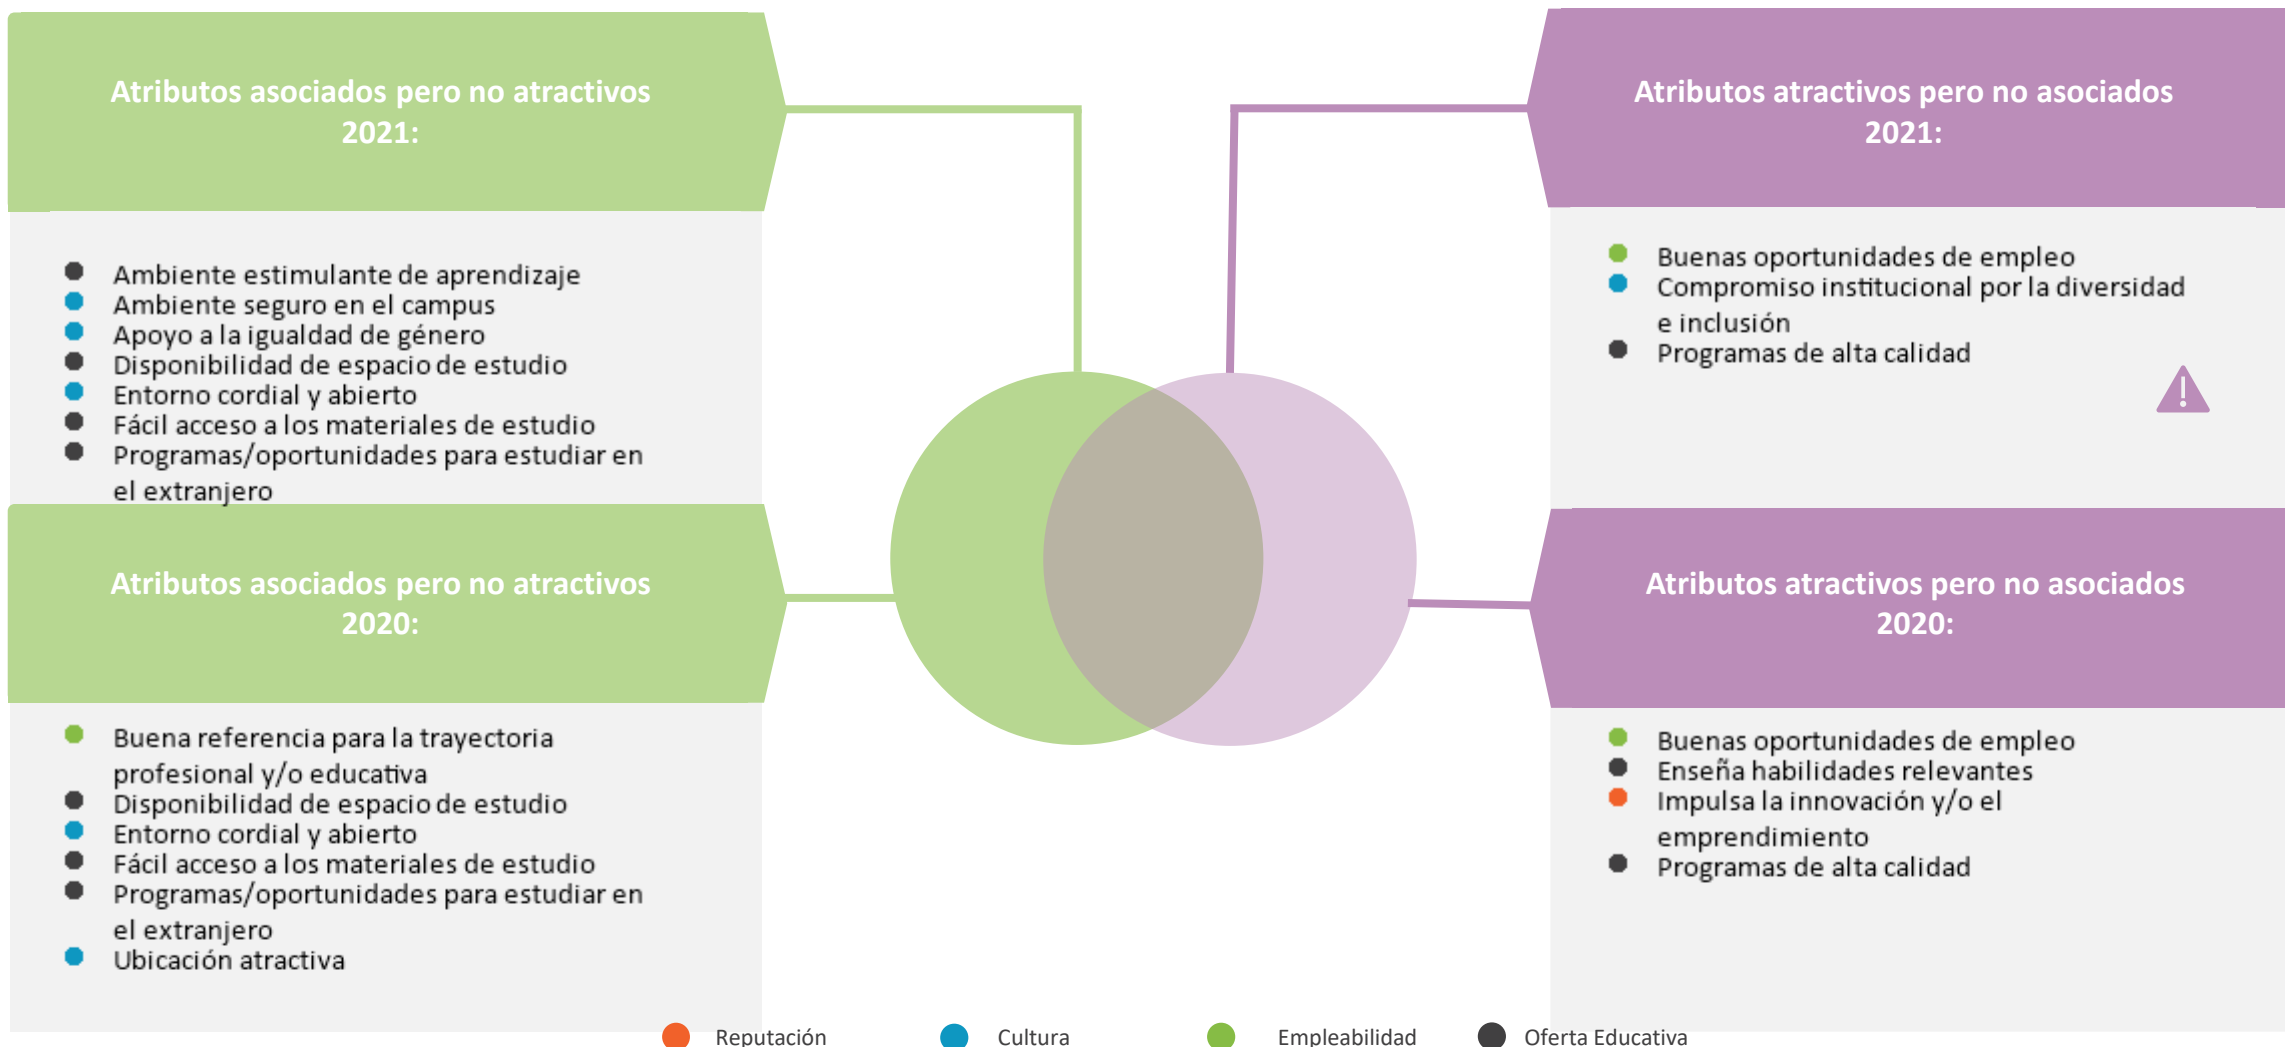 Atributos asociados pero no atractivos
2021:
Ambiente estimulante de aprendizaje
Ambiente seguro en el campus
Apoyo a la igualdad de género
Disponibilidad de espacio de estudio
Entorno cordial y abierto
Fácil acceso a los materiales de estudio
Programas/oportunidades para estudiar en
el extranjero
Atributos atractivos pero no asociados
2021:
Buenas oportunidades de empleo
Compromiso institucional por la diversidad
e inclusión
Programas de alta calidad
!
Atributos asociados pero no atractivos
2020:
Buena referencia para la trayectoria
profesional y/o educativa
Disponibilidad de espacio de estudio
Entorno cordial y abierto
Fácil acceso a los materiales de estudio
Programas/oportunidades para estudiar en
el extranjero
Ubicación atractiva
Atributos atractivos pero no asociados
2020:
Buenas oportunidades de empleo
Enseña habilidades relevantes
Impulsa la innovación y/o el
emprendimiento
Programas de alta calidad
Reputación
Cultura
Empleabilidad
Oferta Educativa